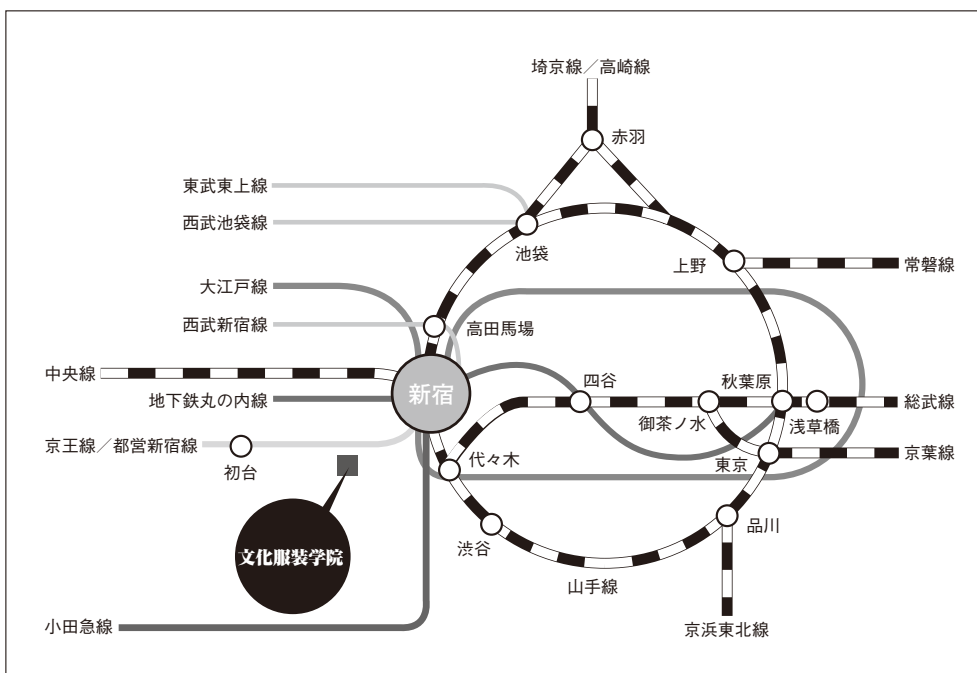 埼京線／高崎線
赤羽
東武東上線
西武池袋線
池袋
上野
常磐線
大江戸線
西武新宿線
高田馬場
中央線
新宿
四谷
秋葉原
地下鉄丸の内線
総武線
御茶ノ水
浅草橋
京王線／都営新宿線
初台
代々木
東京
京葉線
品川
渋谷
文化服装学院
山手線
小田急線
京浜東北線